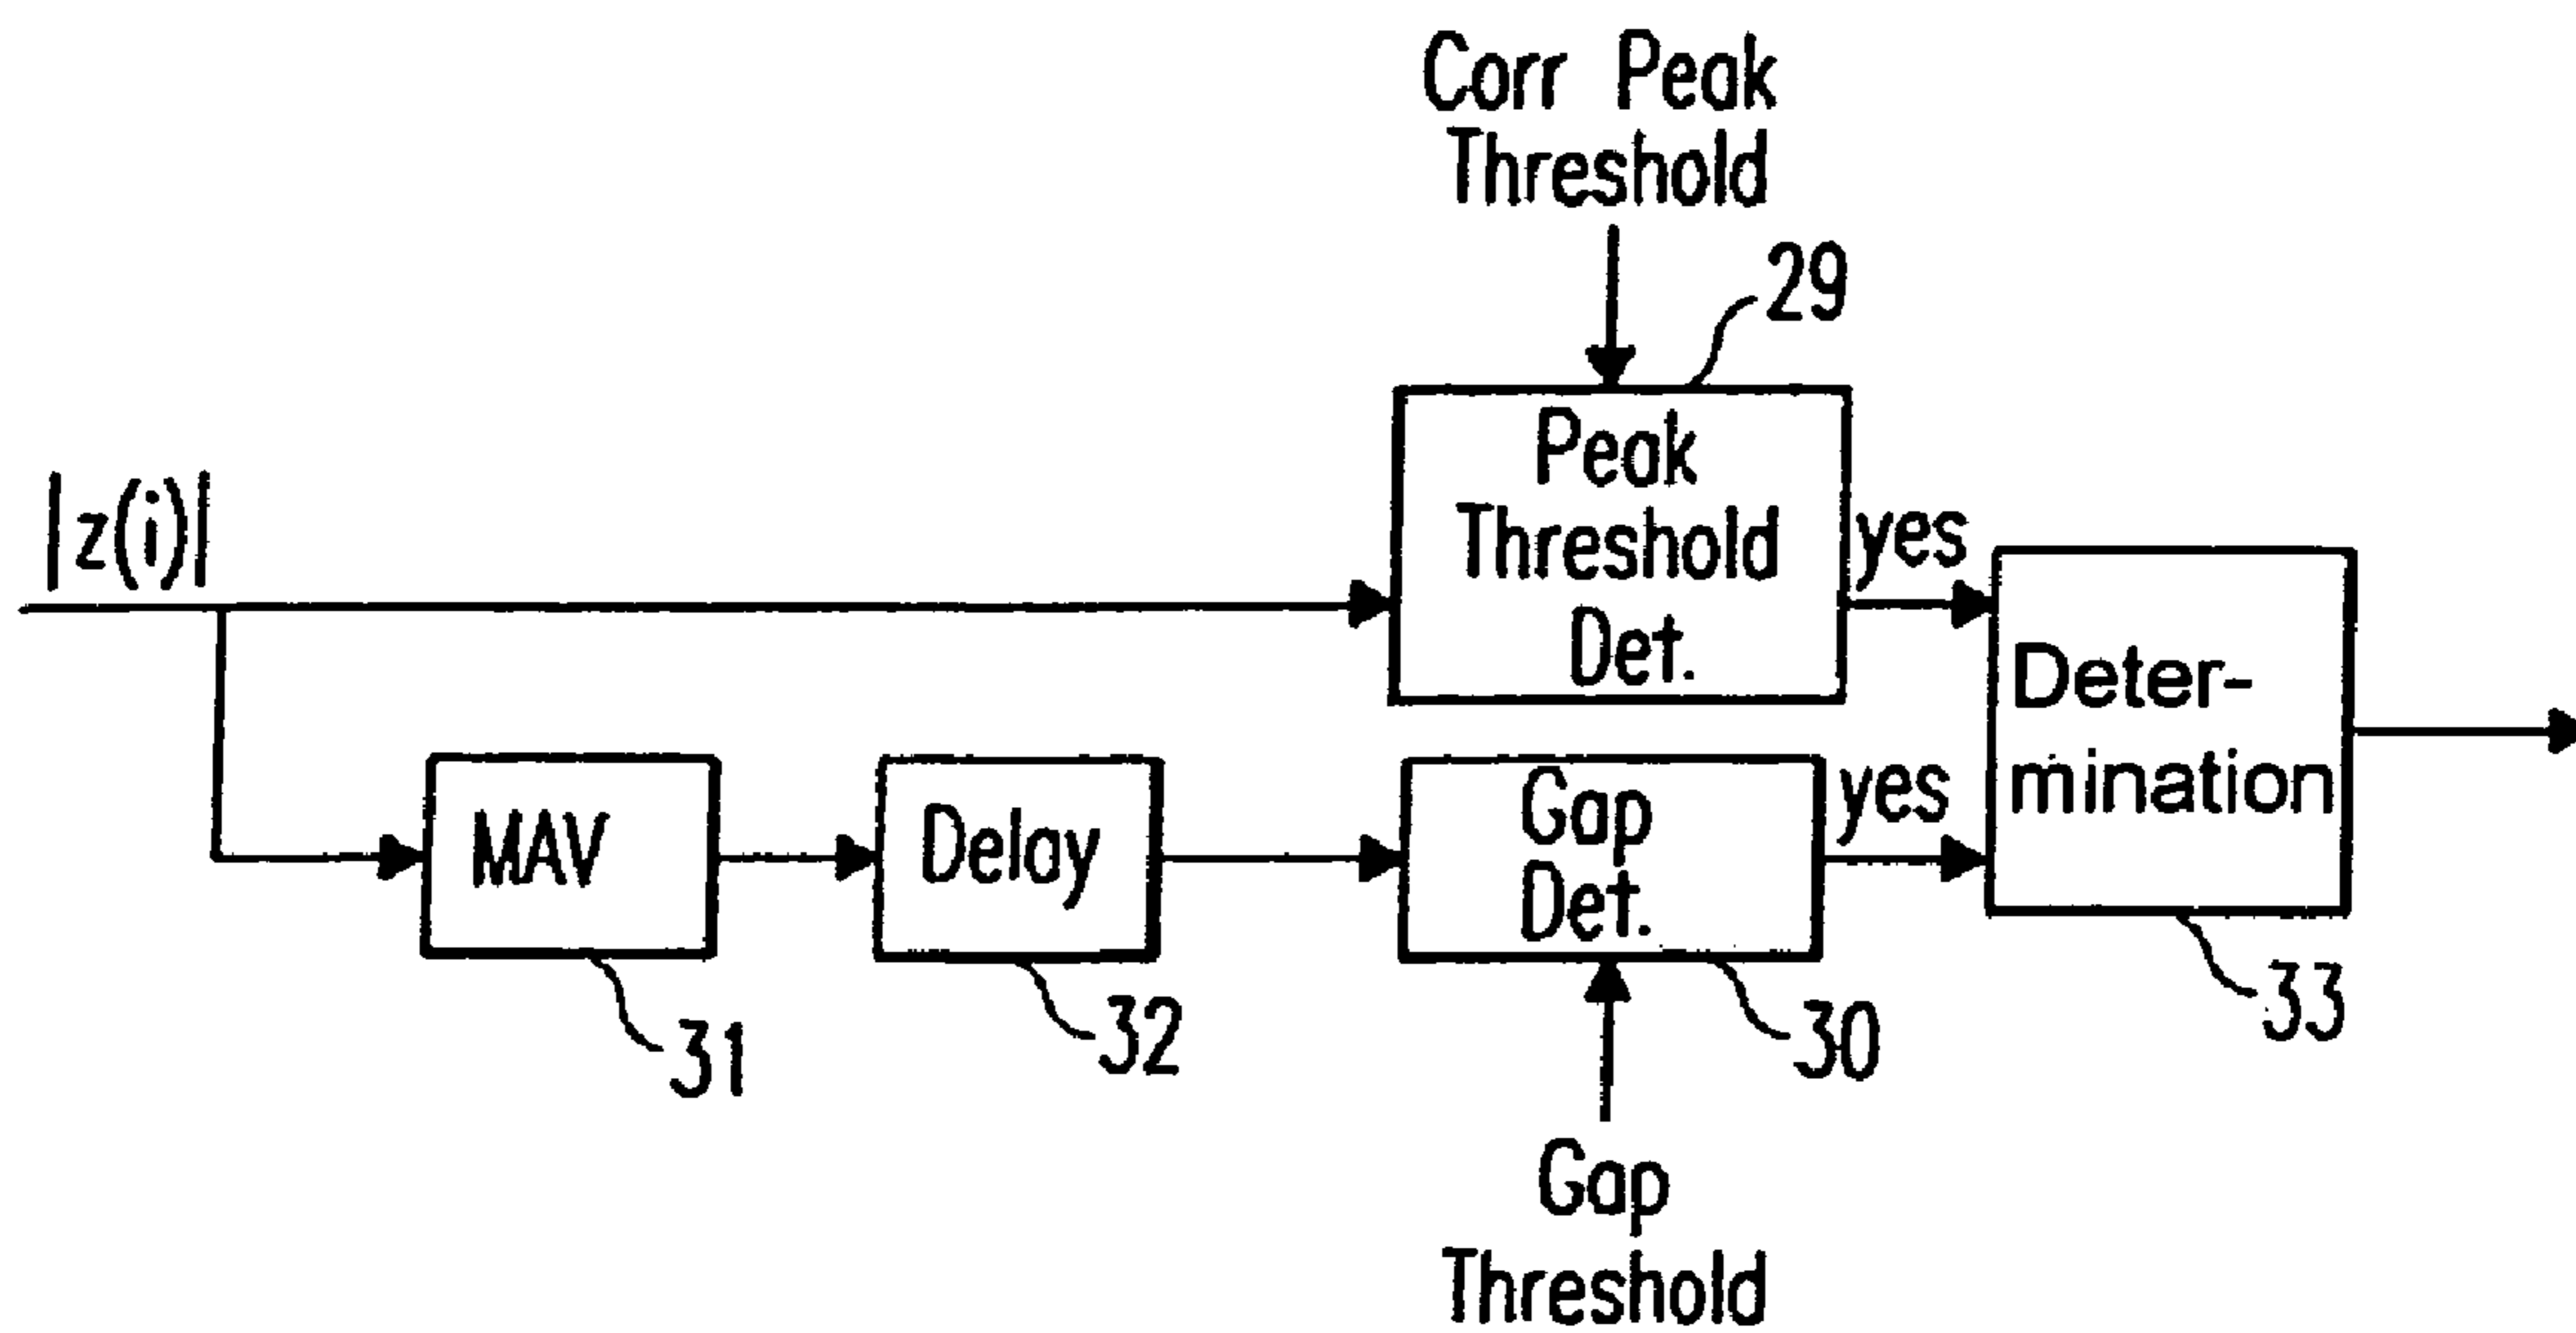 Corr Peak
Threshold
29
|z(i)|
Peak
Threshold
Det.
yes
Deter-
mination
MAV
Delay
Gap
Det.
yes
31
32
30
33
Gap
Threshold